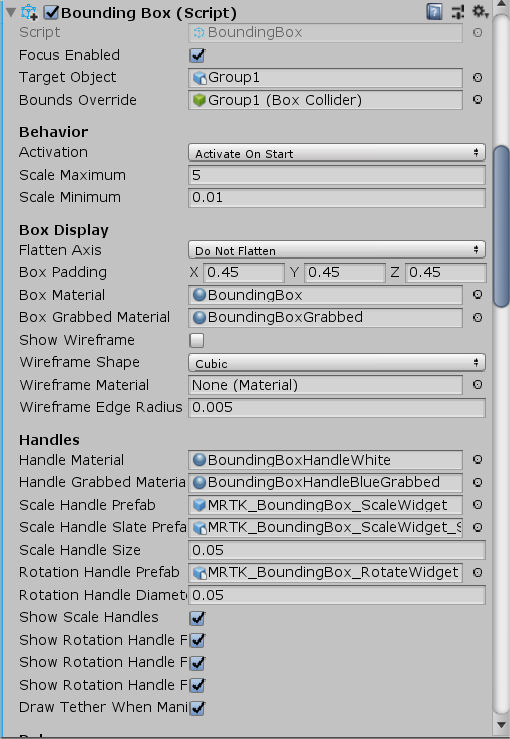 Bounding Box (Script)
Script BoundingBox
Focus Enabled
Target Object Group1
Bounds Override Group1 (Box Collider)
Behavior
Activation Activate On Start
Scale Maximum 5
Scale Minimum 0.01
Box Display
Flatten Axis Do Not Flatten
Box Padding X 0.45 Y 0.45 Z 0.45
Box Material BoundingBox
Box Grabbed Material BoundingBoxGrabbed
Show Wireframe
Wireframe Shape Cubic
Wireframe Material None (Material)
Wireframe Edge Radius 0.005
Handles
Handle Material BoundingBoxHandleWhite
Handle Grabbed Materia BoundingBoxHandleBlueGrabbed
Scale Handle Prefab MRTK_BoundingBox_ScaleWidget
Scale Handle Slate Prefa MRTK_BoundingBox_ScaleWidget_S
Scale Handle Size 0.05
Rotation Handle Prefab MRTK_BoundingBox_RotateWidget
Rotation Handle Diamet 0.05
Show Scale Handles
Show Rotation Handle F
Show Rotation Handle F
Show Rotation Handle F
Draw Tether When Mani